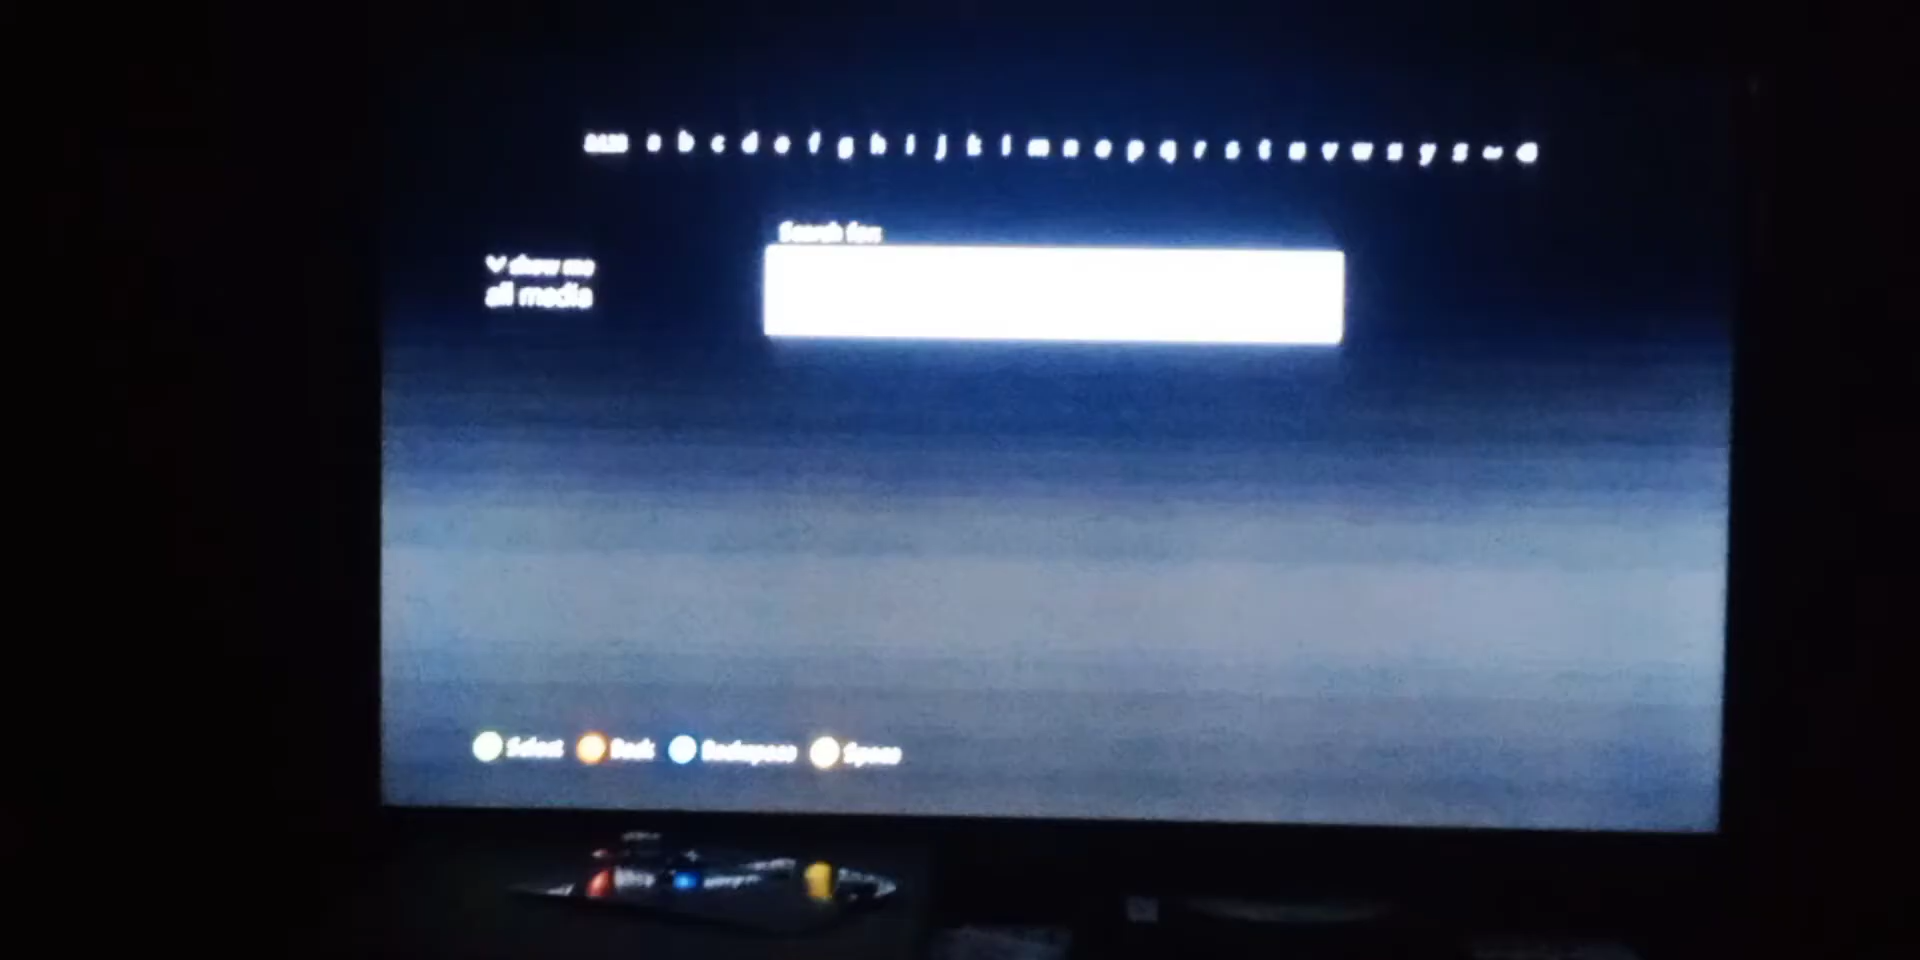 a b c d e f g h i j k l m n o p q r s t u v w x y z
Search for:
show me
all media
Select Back Backspace Space